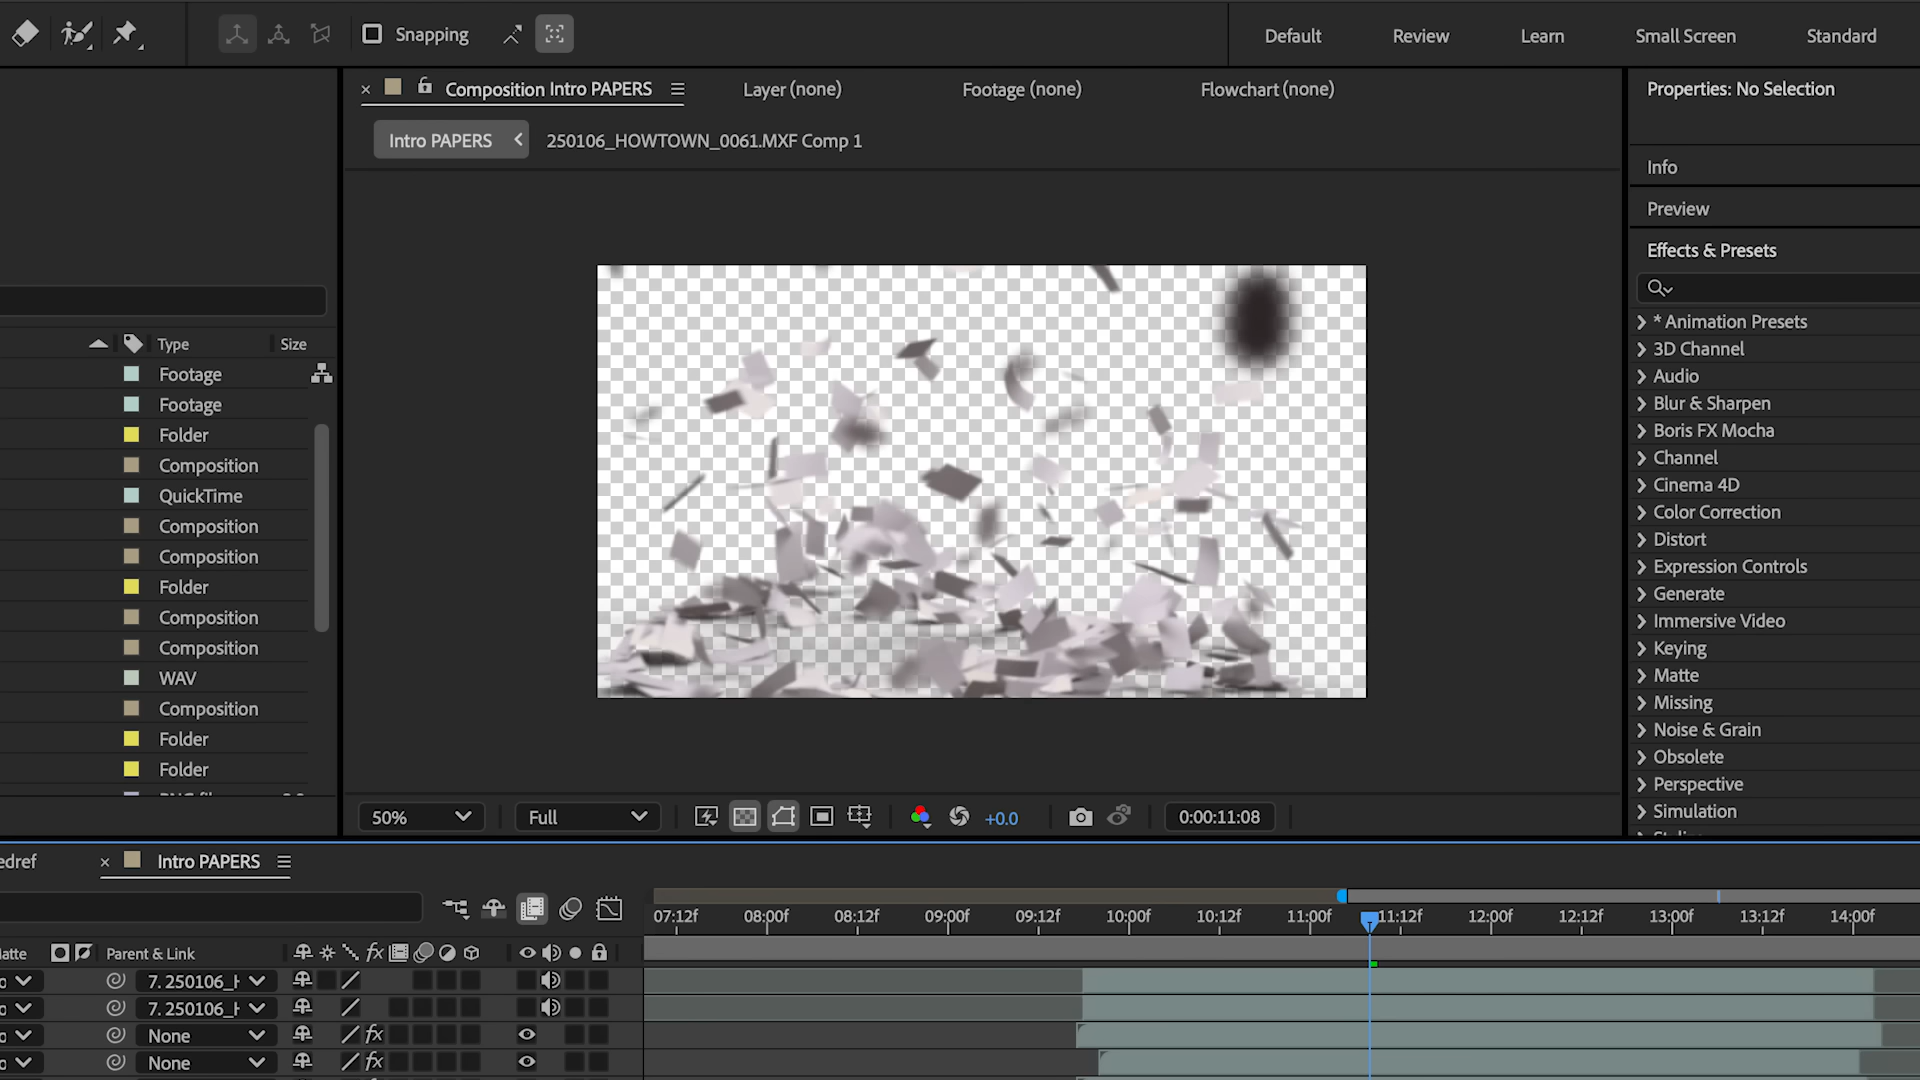 Snapping
Default
Review
Learn
Small Screen
Standard
Composition Intro PAPERS
Layer (none)
Footage (none)
Flowchart (none)
Properties: No Selection
Intro PAPERS
250106_HOWTOWN_0061.MXF Comp 1
Info
Preview
Effects & Presets
* Animation Presets
3D Channel
Audio
Blur & Sharpen
Boris FX Mocha
Channel
Cinema 4D
Color Correction
Distort
Expression Controls
Generate
Immersive Video
Keying
Matte
Missing
Noise & Grain
Obsolete
Perspective
Simulation
Type
Size
Footage
Footage
Folder
Composition
QuickTime
Composition
Composition
Folder
Composition
Composition
WAV
Composition
Folder
Folder
50%
Full
+0.0
0:00:11:08
edref
Intro PAPERS
07:12f
08:00f
08:12f
09:00f
09:12f
10:00f
10:12f
11:00f
11:12f
12:00f
12:12f
13:00f
13:12f
14:00f
latte
Parent & Link
fx
7. 250106_H
7. 250106_H
None
fx
None
fx